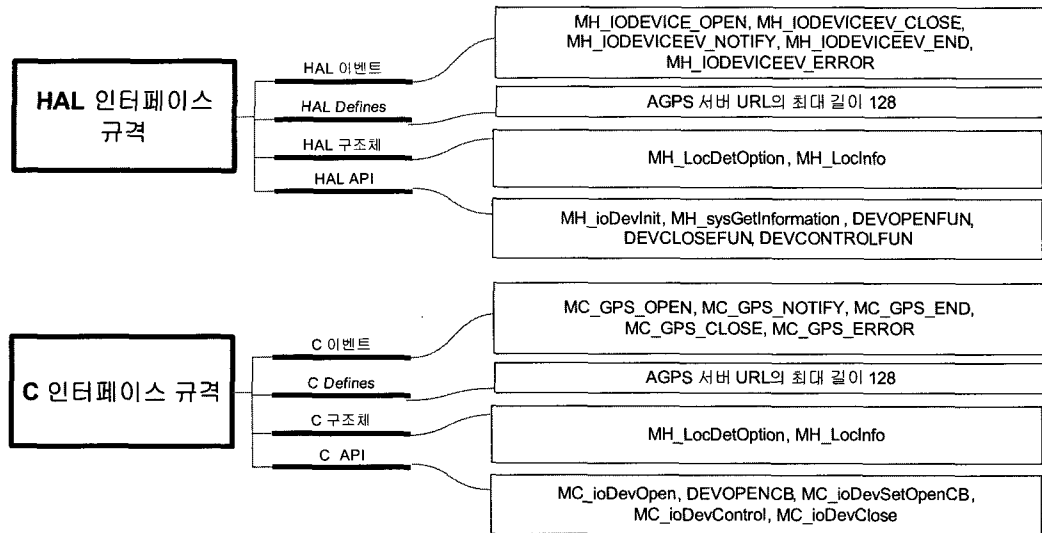 HAL 인터페이스
규격
HAL 이벤트
MH_IODEVICE_OPEN, MH_IODEVICEEV_CLOSE,
MH_IODEVICEEV_NOTIFY, MH_IODEVICEEV_END,
MH_IODEVICEEV_ERROR
HAL Defines
AGPS 서버 URL의 최대 길이 128
HAL 구조체
MH_LocDetOption, MH_LocInfo
HAL API
MH_ioDevInit, MH_sysGetInformation, DEVOPENFUN,
DEVCLOSEFUN, DEVCONTROLFUN
C 인터페이스 규격
C 이벤트
MC_GPS_OPEN, MC_GPS_NOTIFY, MC_GPS_END,
MC_GPS_CLOSE, MC_GPS_ERROR
C Defines
AGPS 서버 URL의 최대 길이 128
C 구조체
MH_LocDetOption, MH_LocInfo
C API
MC_ioDevOpen, DEVOPENCB, MC_ioDevSetOpenCB,
MC_ioDevControl, MC_ioDevClose